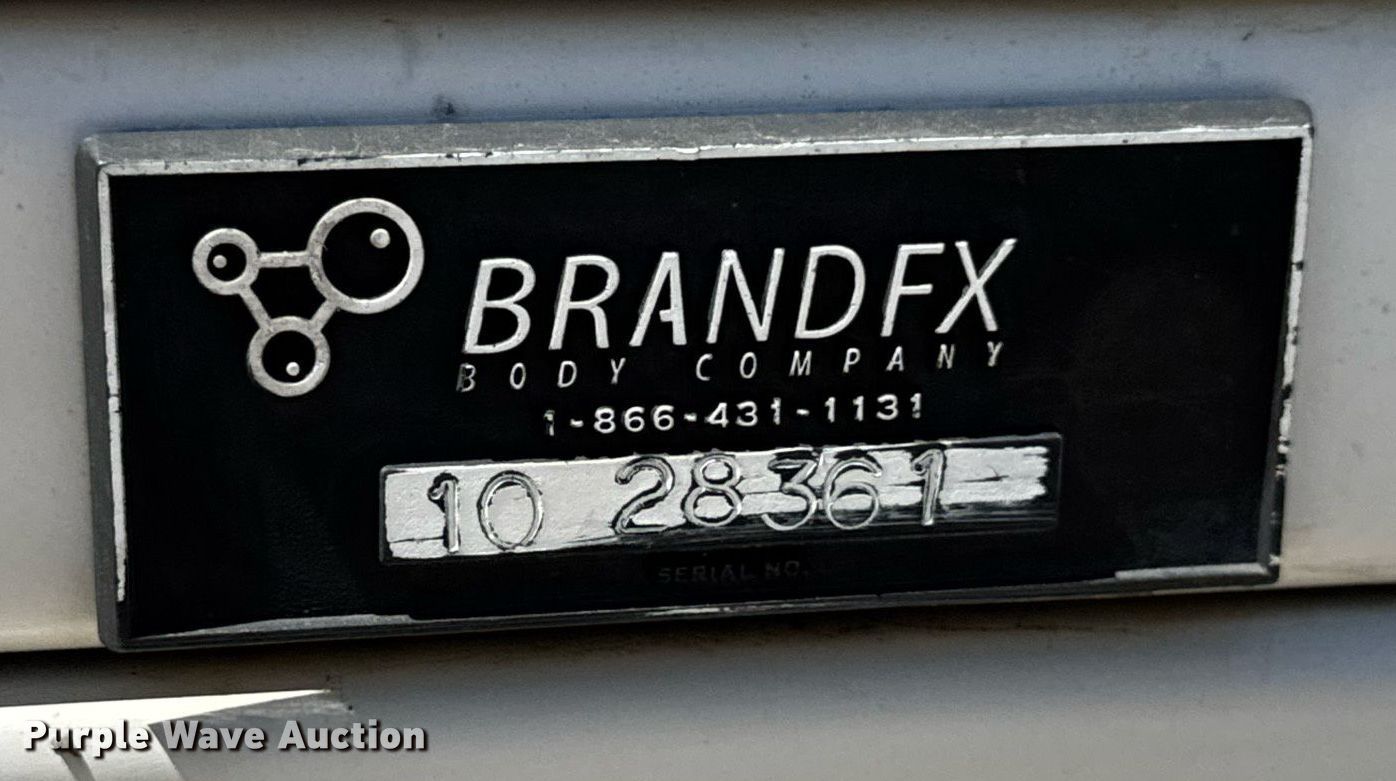 BRANDFX
BODY COMPANY
1-866-431-1131
10 28361
SERIAL NO.
Purple Wave Auction